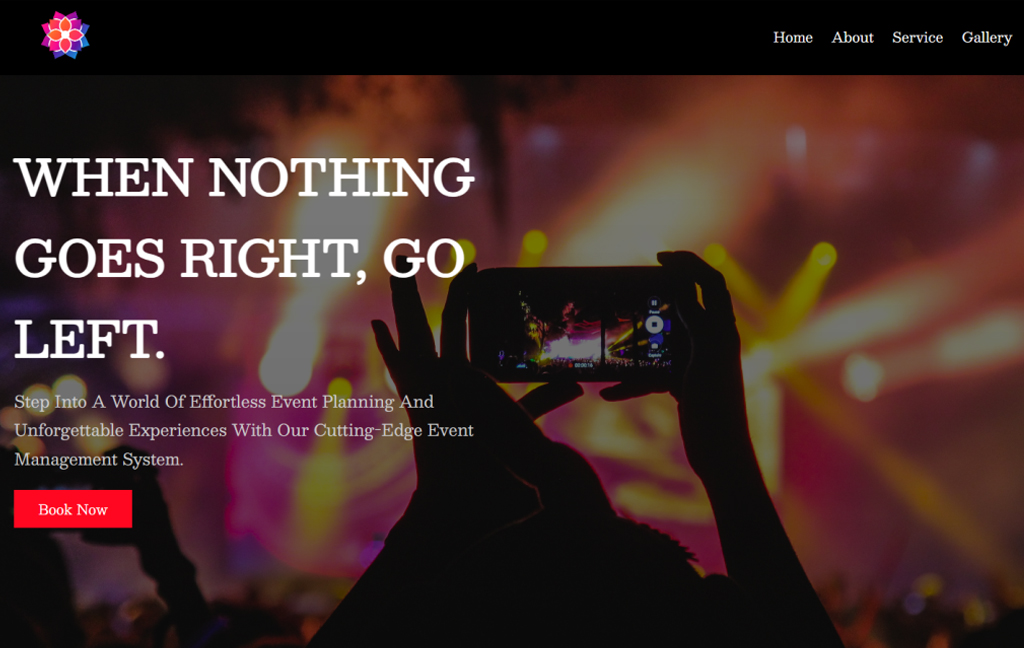 Home About Service Gallery
WHEN NOTHING
GOES RIGHT, GO
LEFT.
Step Into A World Of Effortless Event Planning And
Unforgettable Experiences With Our Cutting-Edge Event
Management System.
Book Now